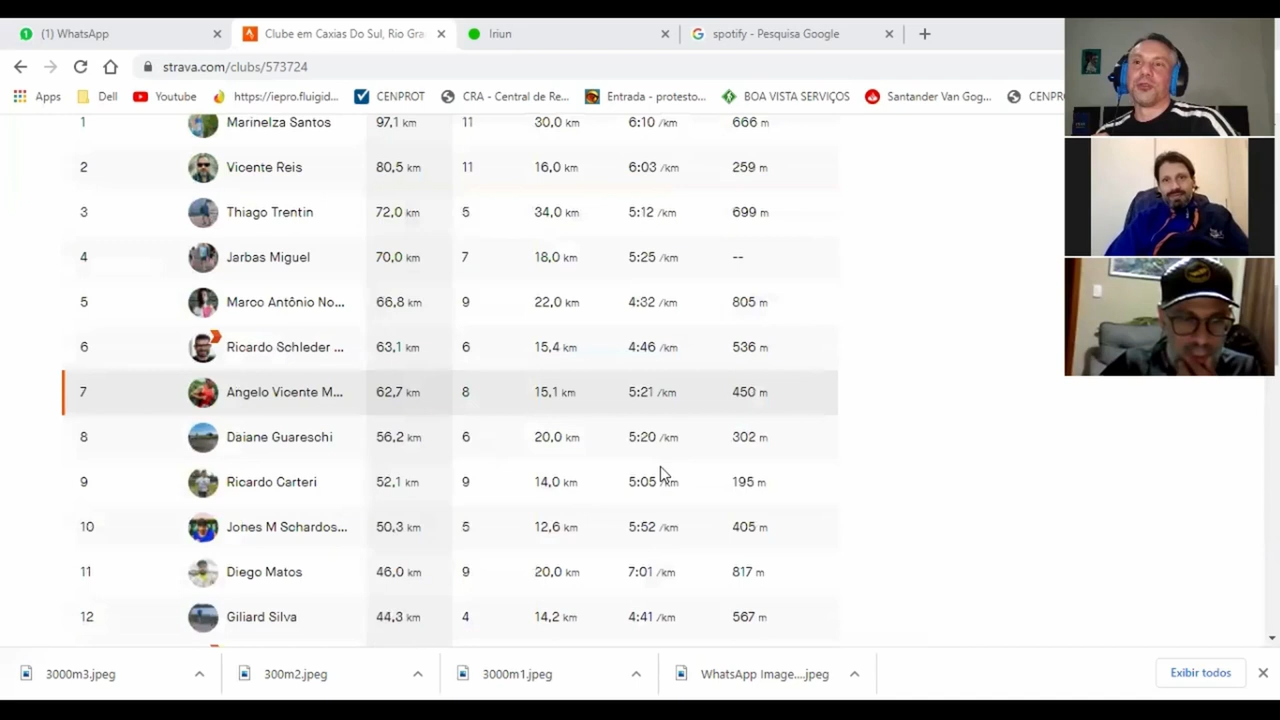 (1) WhatsApp
Clube em Caxias Do Sul, Rio Gra
Iriun
spotify - Pesquisa Google
strava.com/clubs/573724
Apps Dell Youtube https://iepro.fluigid... CENPROT CRA - Central de Re... Entrada - protesto... BOA VISTA SERVIÇOS Santander Van Gog... CENPR
1 Marinelza Santos 97,1 km 11 30,0 km 6:10 /km 666 m
2 Vicente Reis 80,5 km 11 16,0 km 6:03 /km 259 m
3 Thiago Trentin 72,0 km 5 34,0 km 5:12 /km 699 m
4 Jarbas Miguel 70,0 km 7 18,0 km 5:25 /km --
5 Marco Antônio No... 66,8 km 9 22,0 km 4:32 /km 805 m
6 Ricardo Schleder ... 63,1 km 6 15,4 km 4:46 /km 536 m
7 Angelo Vicente M... 62,7 km 8 15,1 km 5:21 /km 450 m
8 Daiane Guareschi 56,2 km 6 20,0 km 5:20 /km 302 m
9 Ricardo Carteri 52,1 km 9 14,0 km 5:05 /km 195 m
10 Jones M Schardos... 50,3 km 5 12,6 km 5:52 /km 405 m
11 Diego Matos 46,0 km 9 20,0 km 7:01 /km 817 m
12 Giliard Silva 44,3 km 4 14,2 km 4:41 /km 567 m
3000m3.jpeg 300m2.jpeg 3000m1.jpeg WhatsApp Image....jpeg Exibir todos